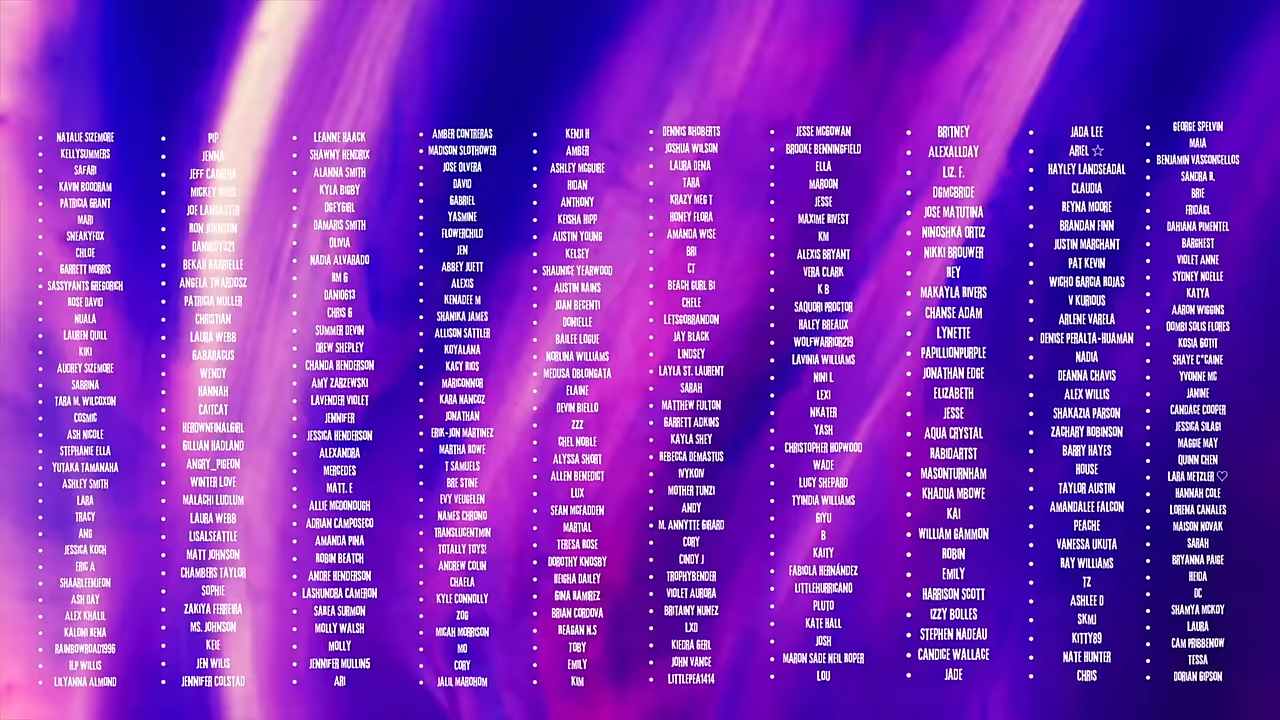 NATALIE SIZEMORE
KELLYSUMMERS
SAFARI
KAVIN BOODRAM
PATRICIA GRANT
MARI
SNEAKYFOX
CHLOE
GARRETT MORRIS
SASSYPANTS GREGORICH
ROSE DAVID
NUALA
LAUREN QUILL
KIKI
AUDREY SIZEMORE
SABRINA
TARA M. WILCOXON
COSMIC
ASH NICOLE
STEPHANIE ELLA
YUTAKA TAMANAHA
ASHLEY SMITH
LARA
TRACY
ANG
JESSICA KOCH
ERIC A
SHAABLEENJEON
ASH DAY
ALEX KHALIL
KALONI RENA
RAINBOWROAD1996
H.P WILLIS
LILYANNA ALMOND
PIP
JENNA
JEFF
MICKEY
JOE LANCASTER
RON JOHNSON
DANIBOY321
BEKAH GABRIELLE
ANGELA TWARDOSZ
PATRICIA MULLER
CHRISTIAN
LAURA WEBB
GABARAGUS
WENDY
HANNAH
CAITCAT
HEROWNFINALGIRL
GILLIAN HADLAND
ANGRY_PIGEON
WINTER LOVE
MALACHI LUDLUM
LAURA WEBB
LISALSEATTLE
MATT JOHNSON
CHAMBERS TAYLOR
SOPHIE
ZAKIYA FERREIRA
MS. JOHNSON
KEIE
JEN WILIS
JENNIFER COLSTAD
LEANNE HAACK
SHAWNY HENDRIX
ALANNA SMITH
KYLA BIGBY
OGEYGIRL
DAMARIS SMITH
OLIVIA
NADIA ALVARADO
RM G
DANI0613
CHRIS G
SUMMER DEVIN
DREW SHEPLEY
CHANDA HENDERSON
AMY ZARZEWSKI
LAVENDER VIOLET
JENNIFER
JESSICA HENDERSON
ALEXANDRA
MERCEDES
MATT. E
ALLIE MCDONOUGH
ADRIAN CAMPOSECO
AMANDA PINA
ROBIN BEATCH
ANDRE HENDERSON
LASHUNDRA CAMERON
SAREA SURMON
MOLLY WALSH
MOLLY
JENNIFER MULLINS
ARI
AMBER CONTRERAS
MADISON SLOTHOWER
JOSE OLVERA
DAVID
GABRIEL
YASMINE
FLOWERCHILD
JEN
ABBEY JUETT
ALEXIS
KENADEE M
SHANIKA JAMES
ALLISON SATTLER
KOYALANA
KACY RIOS
MARICONNOR
KARA NANCOZ
JONATHAN
ERIK-JON MARTINEZ
MARTHA ROWE
T SAMUELS
BRE STINE
EVY VEUGELEN
NAMES CHRONO
TRANSLUCENTMIN
TOTALLY TOYS!
ANDREW COLIN
CHAELA
KYLE CONNOLLY
ZOG
MICAH MORRISON
MO
CORY
JALIL MAROHOM
KENJI H
AMBER
ASHLEY MCGUIRE
HIDAN
ANTHONY
KEISHA HIPP
AUSTIN YOUNG
KELSEY
SHAUNICE YEARWOOD
AUSTIN RAINS
JOAN BECENTI
DONIELLE
BAILEE LOGUE
NORLINA WILLIAMS
MEDUSA OBLONGATA
ELAINE
DEVIN BIELLO
ZZZ
CHEL NOBLE
ALYSSA SHORT
ALLEN BENEDICT
LUX
SEAN MCFADDEN
MARTIAL
TERESA ROSE
DOROTHY KNOSBY
REIGHA DAILEY
GINA RAMIREZ
BRIAN CORDOVA
REAGAN N.S
TOBY
EMILY
KIM
DENNIS RHOBERTS
JOSHUA WILSON
LAURA DENA
TARA
KRAZY MEG T
HONEY FLORA
AMANDA WISE
BRI
CT
BEACH GURL BI
CHELE
LETSGOBRANDON
JAY BLACK
LINDSEY
LAYLA ST. LAURENT
SARAH
MATTHEW FULTON
GARRETT ADKINS
KAYLA SHEY
REBECCA DEMASTUS
IVYKOIV
MOTHER TUNZI
ANDY
M. ANNYTTE GIRARD
CORY
CINDY J
TROPHYBENDER
VIOLET AURORA
BRITAINY NUNEZ
LXD
KIEDRA GERL
JOHN VANCE
LITTLEPEA1414
JESSE MCGOWAN
BROOKE BENNINGFIELD
ELLA
MAROON
JESSE
MAXIME RIVEST
KM
ALEXIS BRYANT
VERA CLARK
K B
SAQUORI PROCTOR
HALEY BREAUX
WOLFWARRIOR219
LAVINIA WILLIAMS
NINI L
LEXI
NKATER
YASH
CHRISTOPHER HOPWOOD
WADE
LUCY SHEPARD
TYINDIA WILLIAMS
GIYU
B
KAITY
FABIOLA HERNÁNDEZ
LITTLEHURRICANO
PLUTO
KATE HALL
JOSH
MARON SADE NEIL ROPER
LOU
BRITNEY
ALEXALLDAY
LIZ. F.
DGMCBRIDE
JOSE MATUTINA
NINOSHKA ORTIZ
NIKKI BROUWER
REY
MAKAYLA RIVERS
CHANSE ADAM
LYNETTE
PAPILLIONPURPLE
JONATHAN EDGE
ELIZABETH
JESSE
AQUA CRYSTAL
RABIDARTST
MASONTURNHAM
KHADIJA MBOWE
KAI
WILLIAM GAMMON
ROBIN
EMILY
HARRISON SCOTT
IZZY BOLLES
STEPHEN NADEAU
CANDICE WALLACE
JADE
JADA LEE
ARIEL ☆
HAYLEY LANDSEADAL
CLAUDIA
REYNA MOORE
BRANDAN FINN
JUSTIN MARCHANT
PAT KEVIN
WICHO GARCIA ROJAS
V KURIOUS
ARLENE VARELA
DENISE PERALTA-HUAMAN
NADIA
DEANNA CHAVIS
ALEX WILLIS
SHAKAZIA PARSON
ZACHARY ROBINSON
BARRY HAYES
HOUSE
TAYLOR AUSTIN
AMANDALEE FALCON
PEACHE
VANESSA UKUTA
RAY WILLIAMS
TZ
ASHLEE D
SKMJ
KITTY89
NATE HUNTER
CHRIS
GEORGE SPELVIN
MAIA
BENJAMIN VASCONCELLOS
SANDRA R.
BRIE
ERIDAGL
DAHIANA PIMENTEL
BARGHEST
VIOLET ANNE
SYDNEY NOELLE
KATYA
AARON WIGGINS
DOMBI SOLIS FLORES
KOSIA GOTIT
SHAYE C*CAINE
YVONNE MC
JANINE
CANDACE COOPER
JESSICA SILAGI
MAGGIE MAY
QUINN CHEN
LARA METZLER ♡
HANNAH COLE
LORENA CANALES
MAISON NOVAK
SARAH
BRYANNA PAIGE
HEIDA
DC
SHAMYA MCKOY
LAURA
CAM PRIBBENOW
TESSA
DORIAN GIPSON